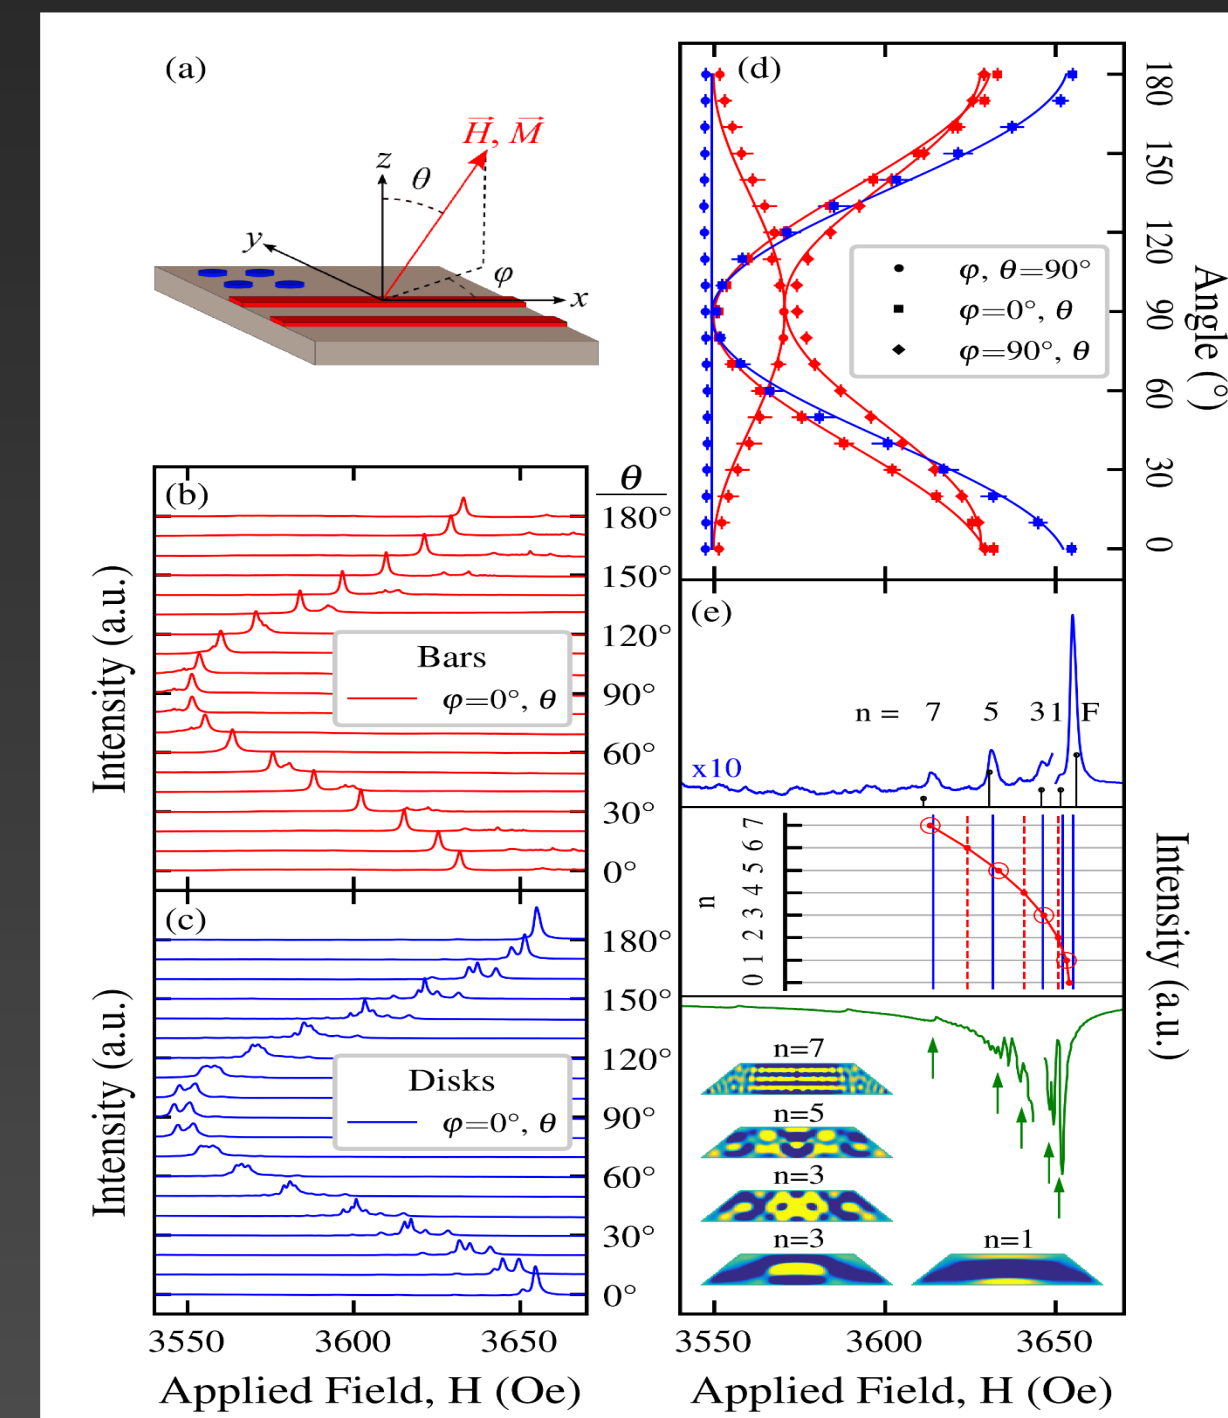 (a)
H, M
z
θ
y
φ
x
(b)
θ
180°
150°
120°
90°
60°
30°
0°
Bars
φ=0°, θ
Intensity (a.u.)
(c)
180°
150°
120°
90°
60°
30°
0°
Disks
φ=0°, θ
Intensity (a.u.)
3550 3600 3650
Applied Field, H (Oe)
(d)
φ, θ=90°
φ=0°, θ
φ=90°, θ
180
150
120
90
60
30
0
Angle (°)
(e)
n = 7 5 3 1 F
x10
n
0 1 2 3 4 5 6 7
n=7
n=5
n=3
n=3
n=1
Intensity (a.u.)
3550 3600 3650
Applied Field, H (Oe)